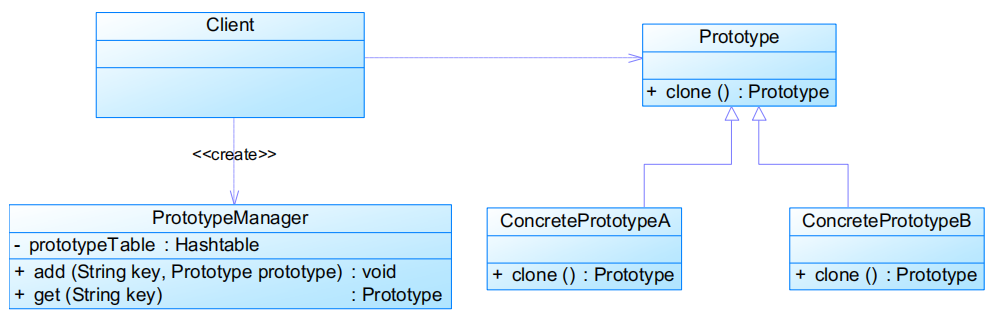 Client
Prototype
+ clone () : Prototype
<<create>>
PrototypeManager
- prototypeTable : Hashtable
+ add (String key, Prototype prototype) : void
+ get (String key) : Prototype
ConcretePrototypeA
+ clone () : Prototype
ConcretePrototypeB
+ clone () : Prototype